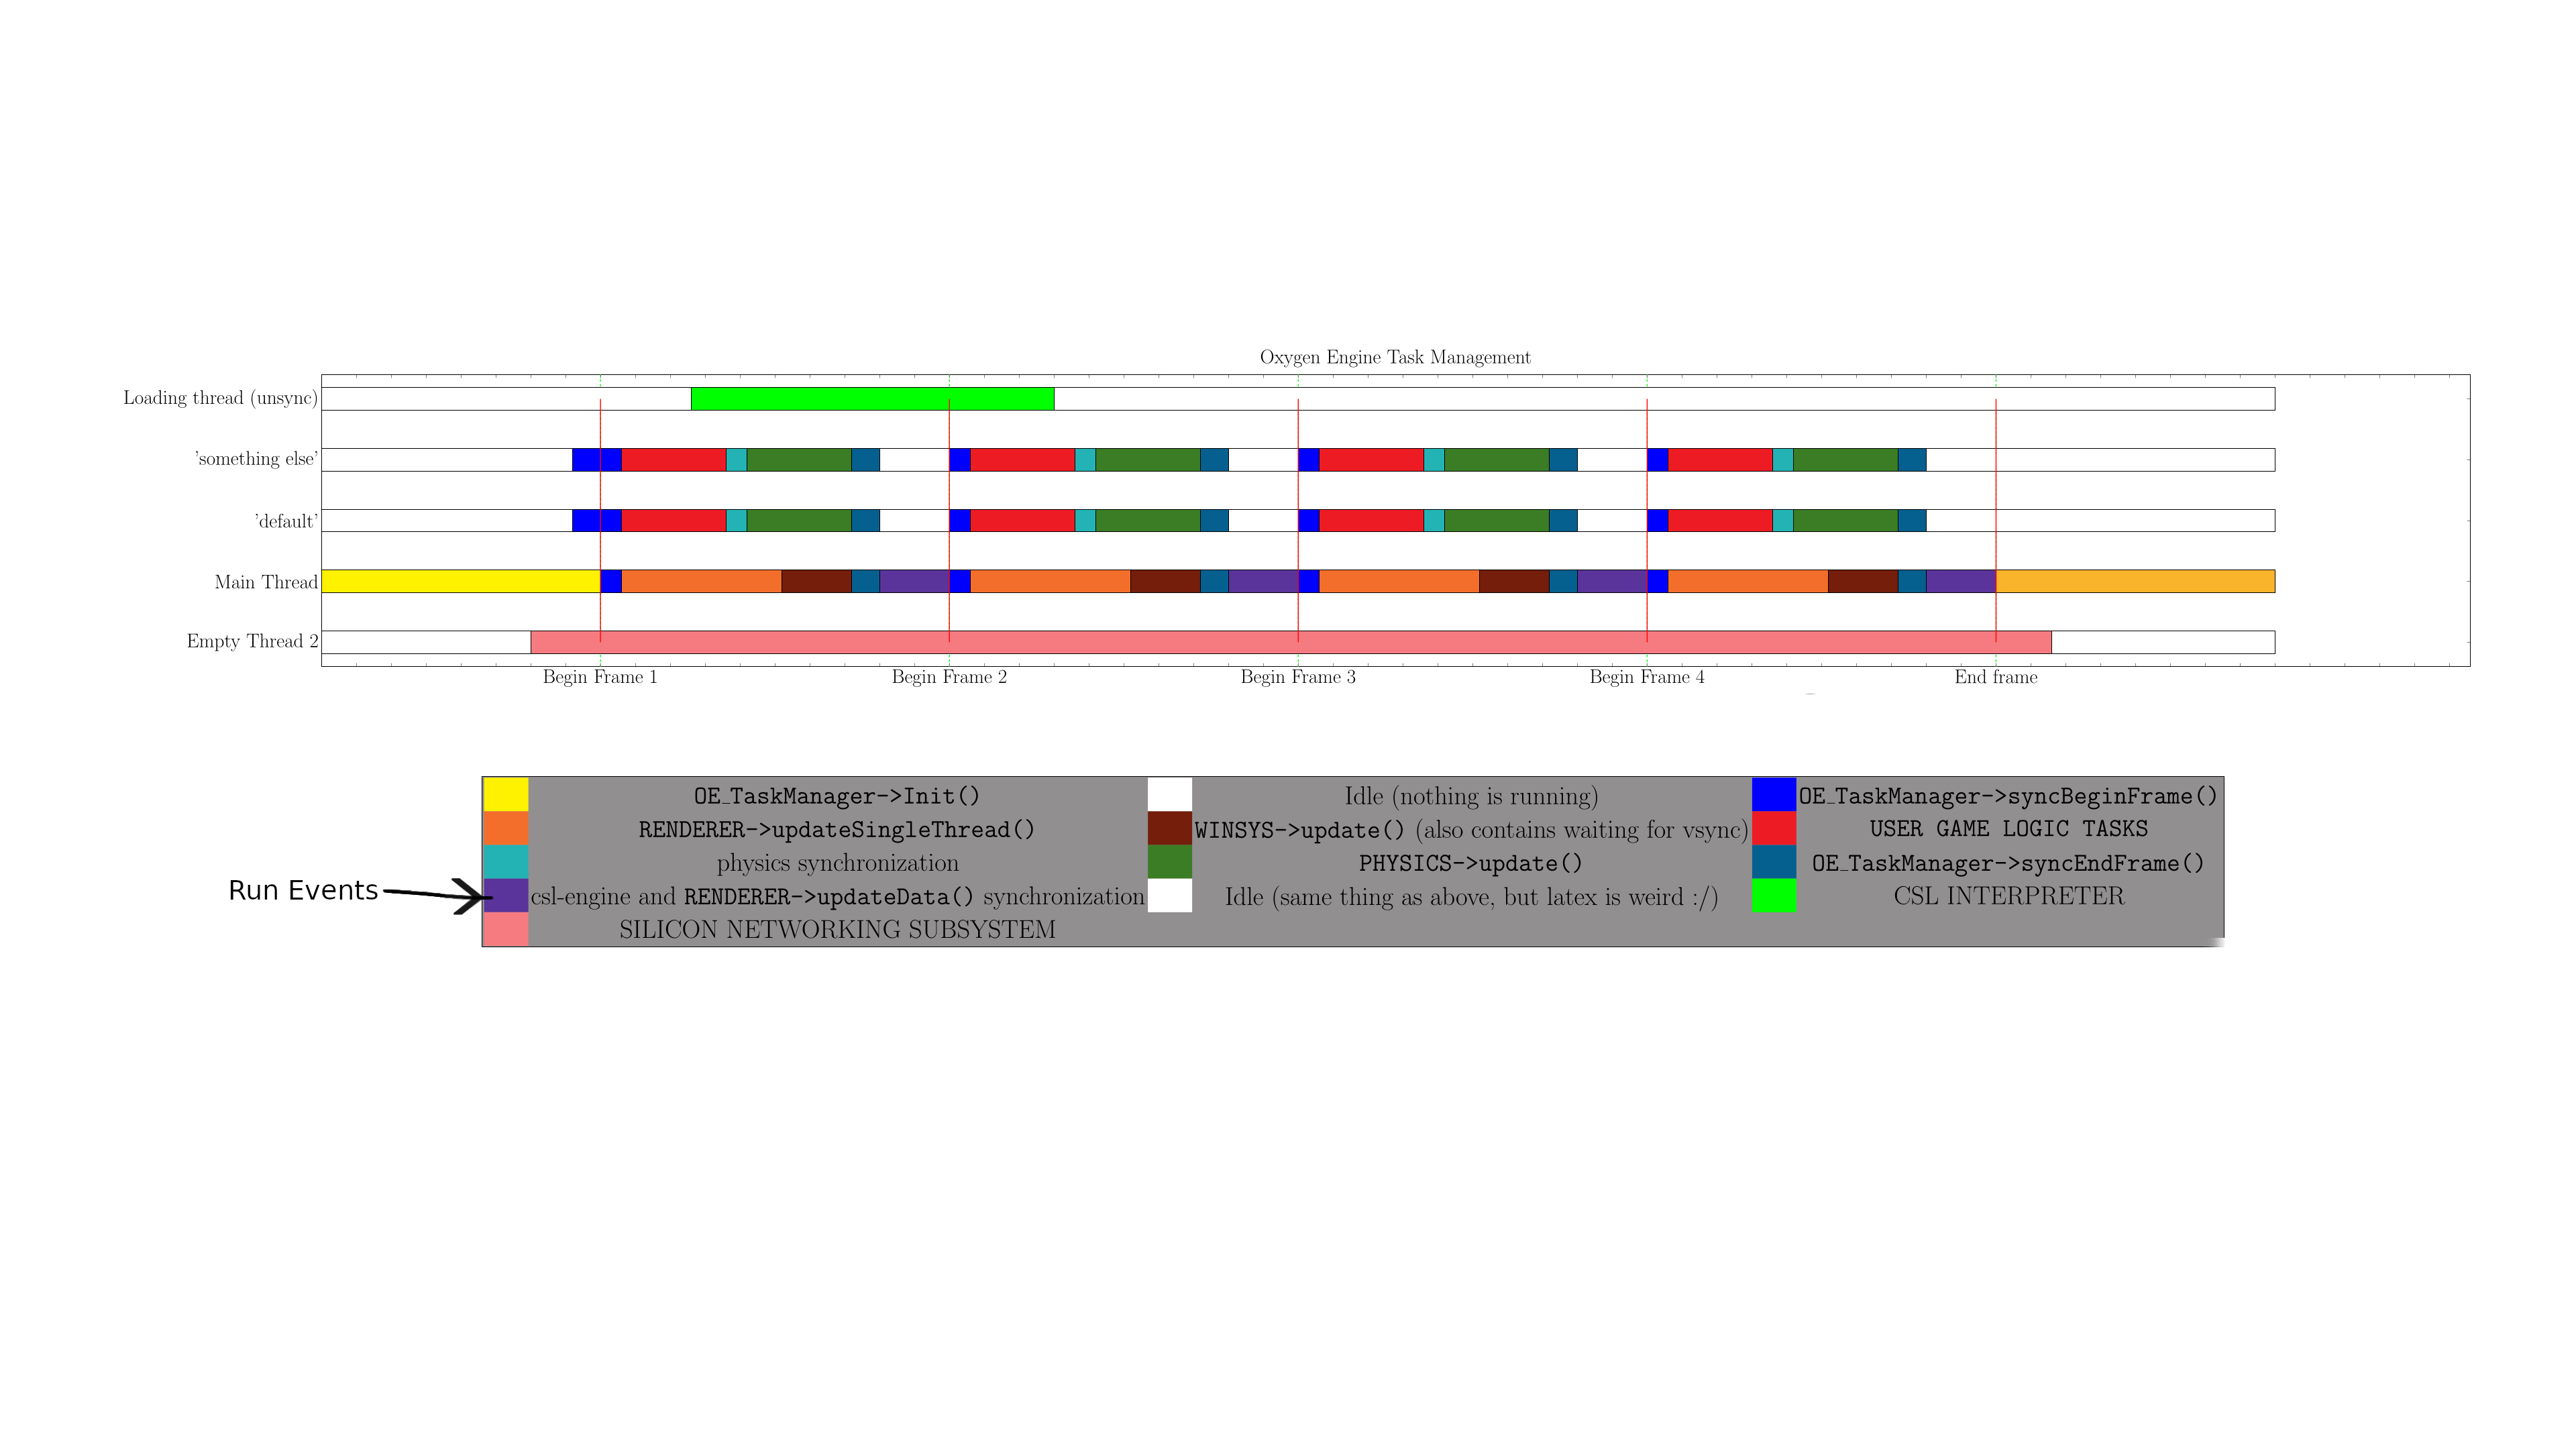 Oxygen Engine Task Management
Loading thread (unsync)
'something else'
'default'
Main Thread
Empty Thread 2
Begin Frame 1 Begin Frame 2 Begin Frame 3 Begin Frame 4 End frame
OE_TaskManager->Init() Idle (nothing is running) OE_TaskManager->syncBeginFrame()
RENDERER->updateSingleThread() WINSYS->update() (also contains waiting for vsync) USER GAME LOGIC TASKS
physics synchronization PHYSICS->update() OE_TaskManager->syncEndFrame()
Run Events csl-engine and RENDERER->updateData() synchronization Idle (same thing as above, but latex is weird :/) CSL INTERPRETER
SILICON NETWORKING SUBSYSTEM